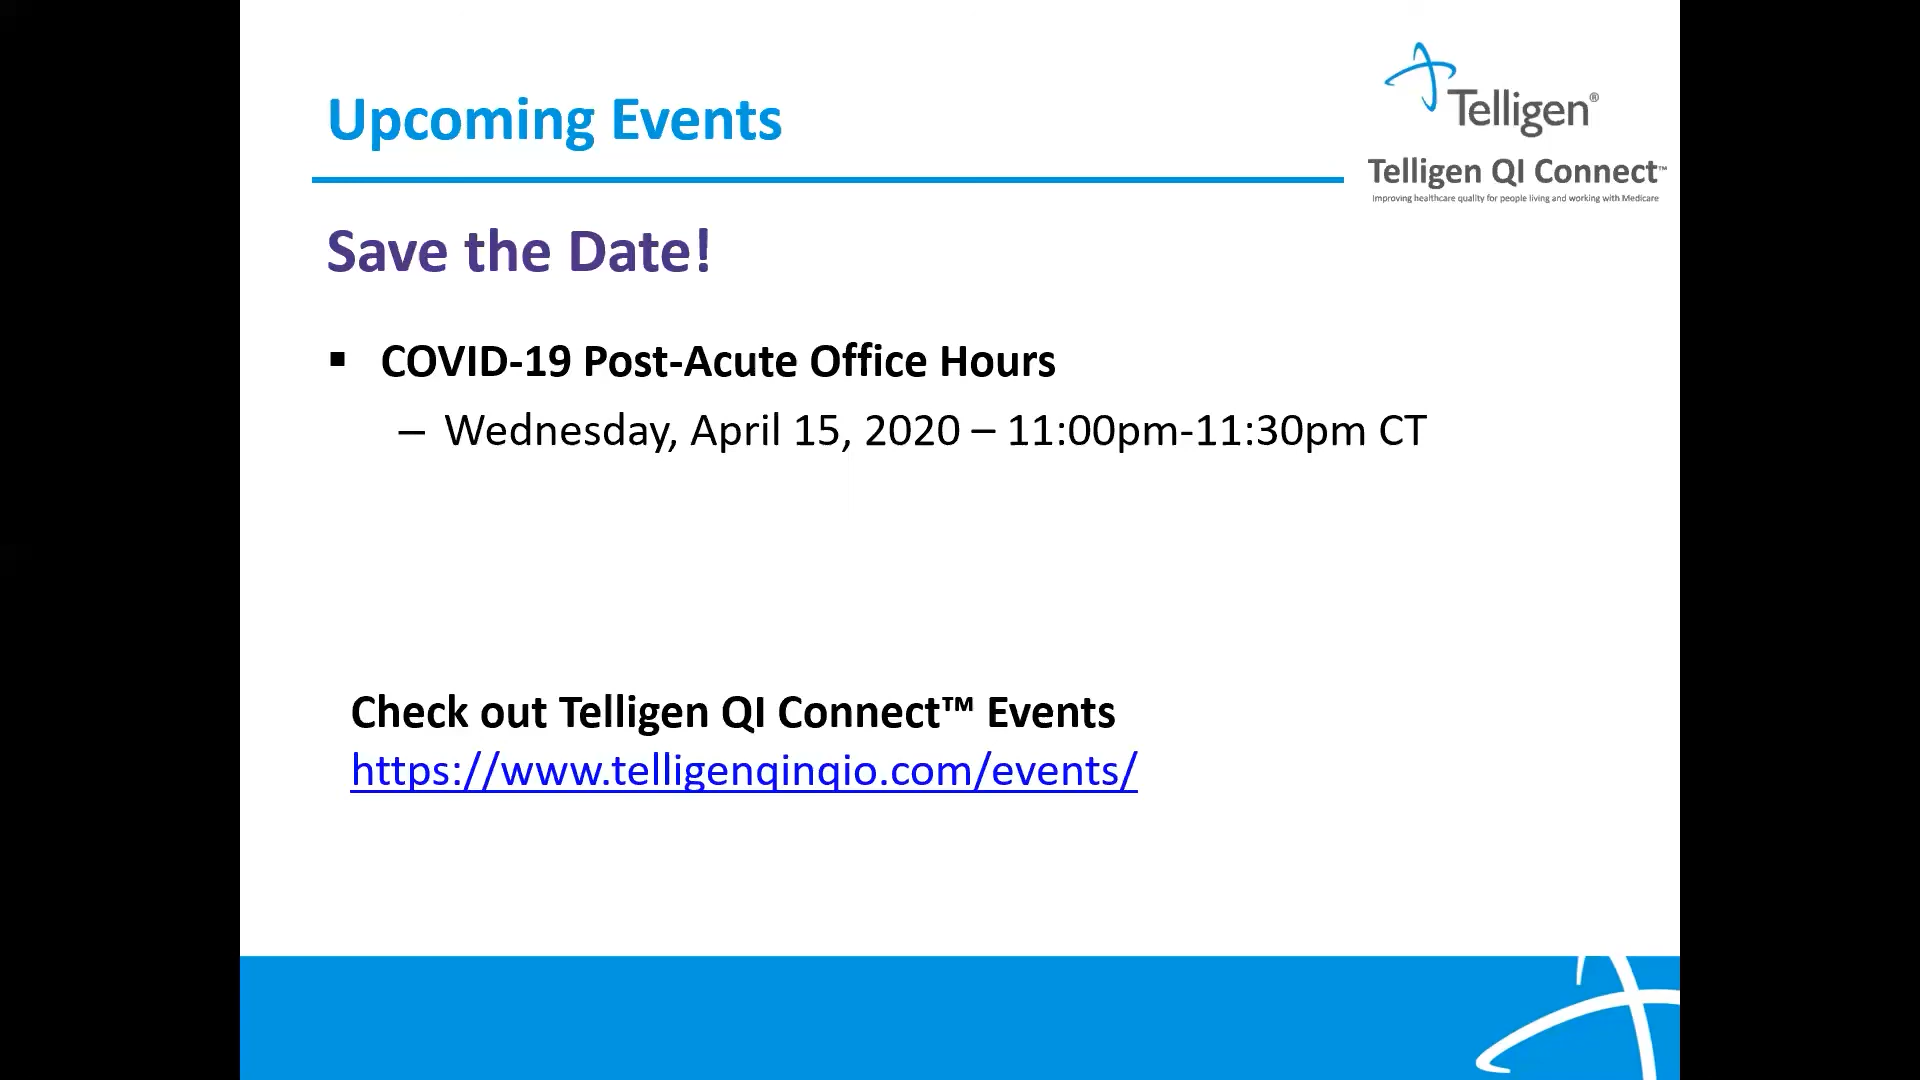 Upcoming Events
Telligen®
Telligen QI Connect™
Improving healthcare quality for people living and working with Medicare
Save the Date!
▪ COVID-19 Post-Acute Office Hours
– Wednesday, April 15, 2020 – 11:00pm-11:30pm CT
Check out Telligen QI Connect™ Events
https://www.telligenqinqio.com/events/